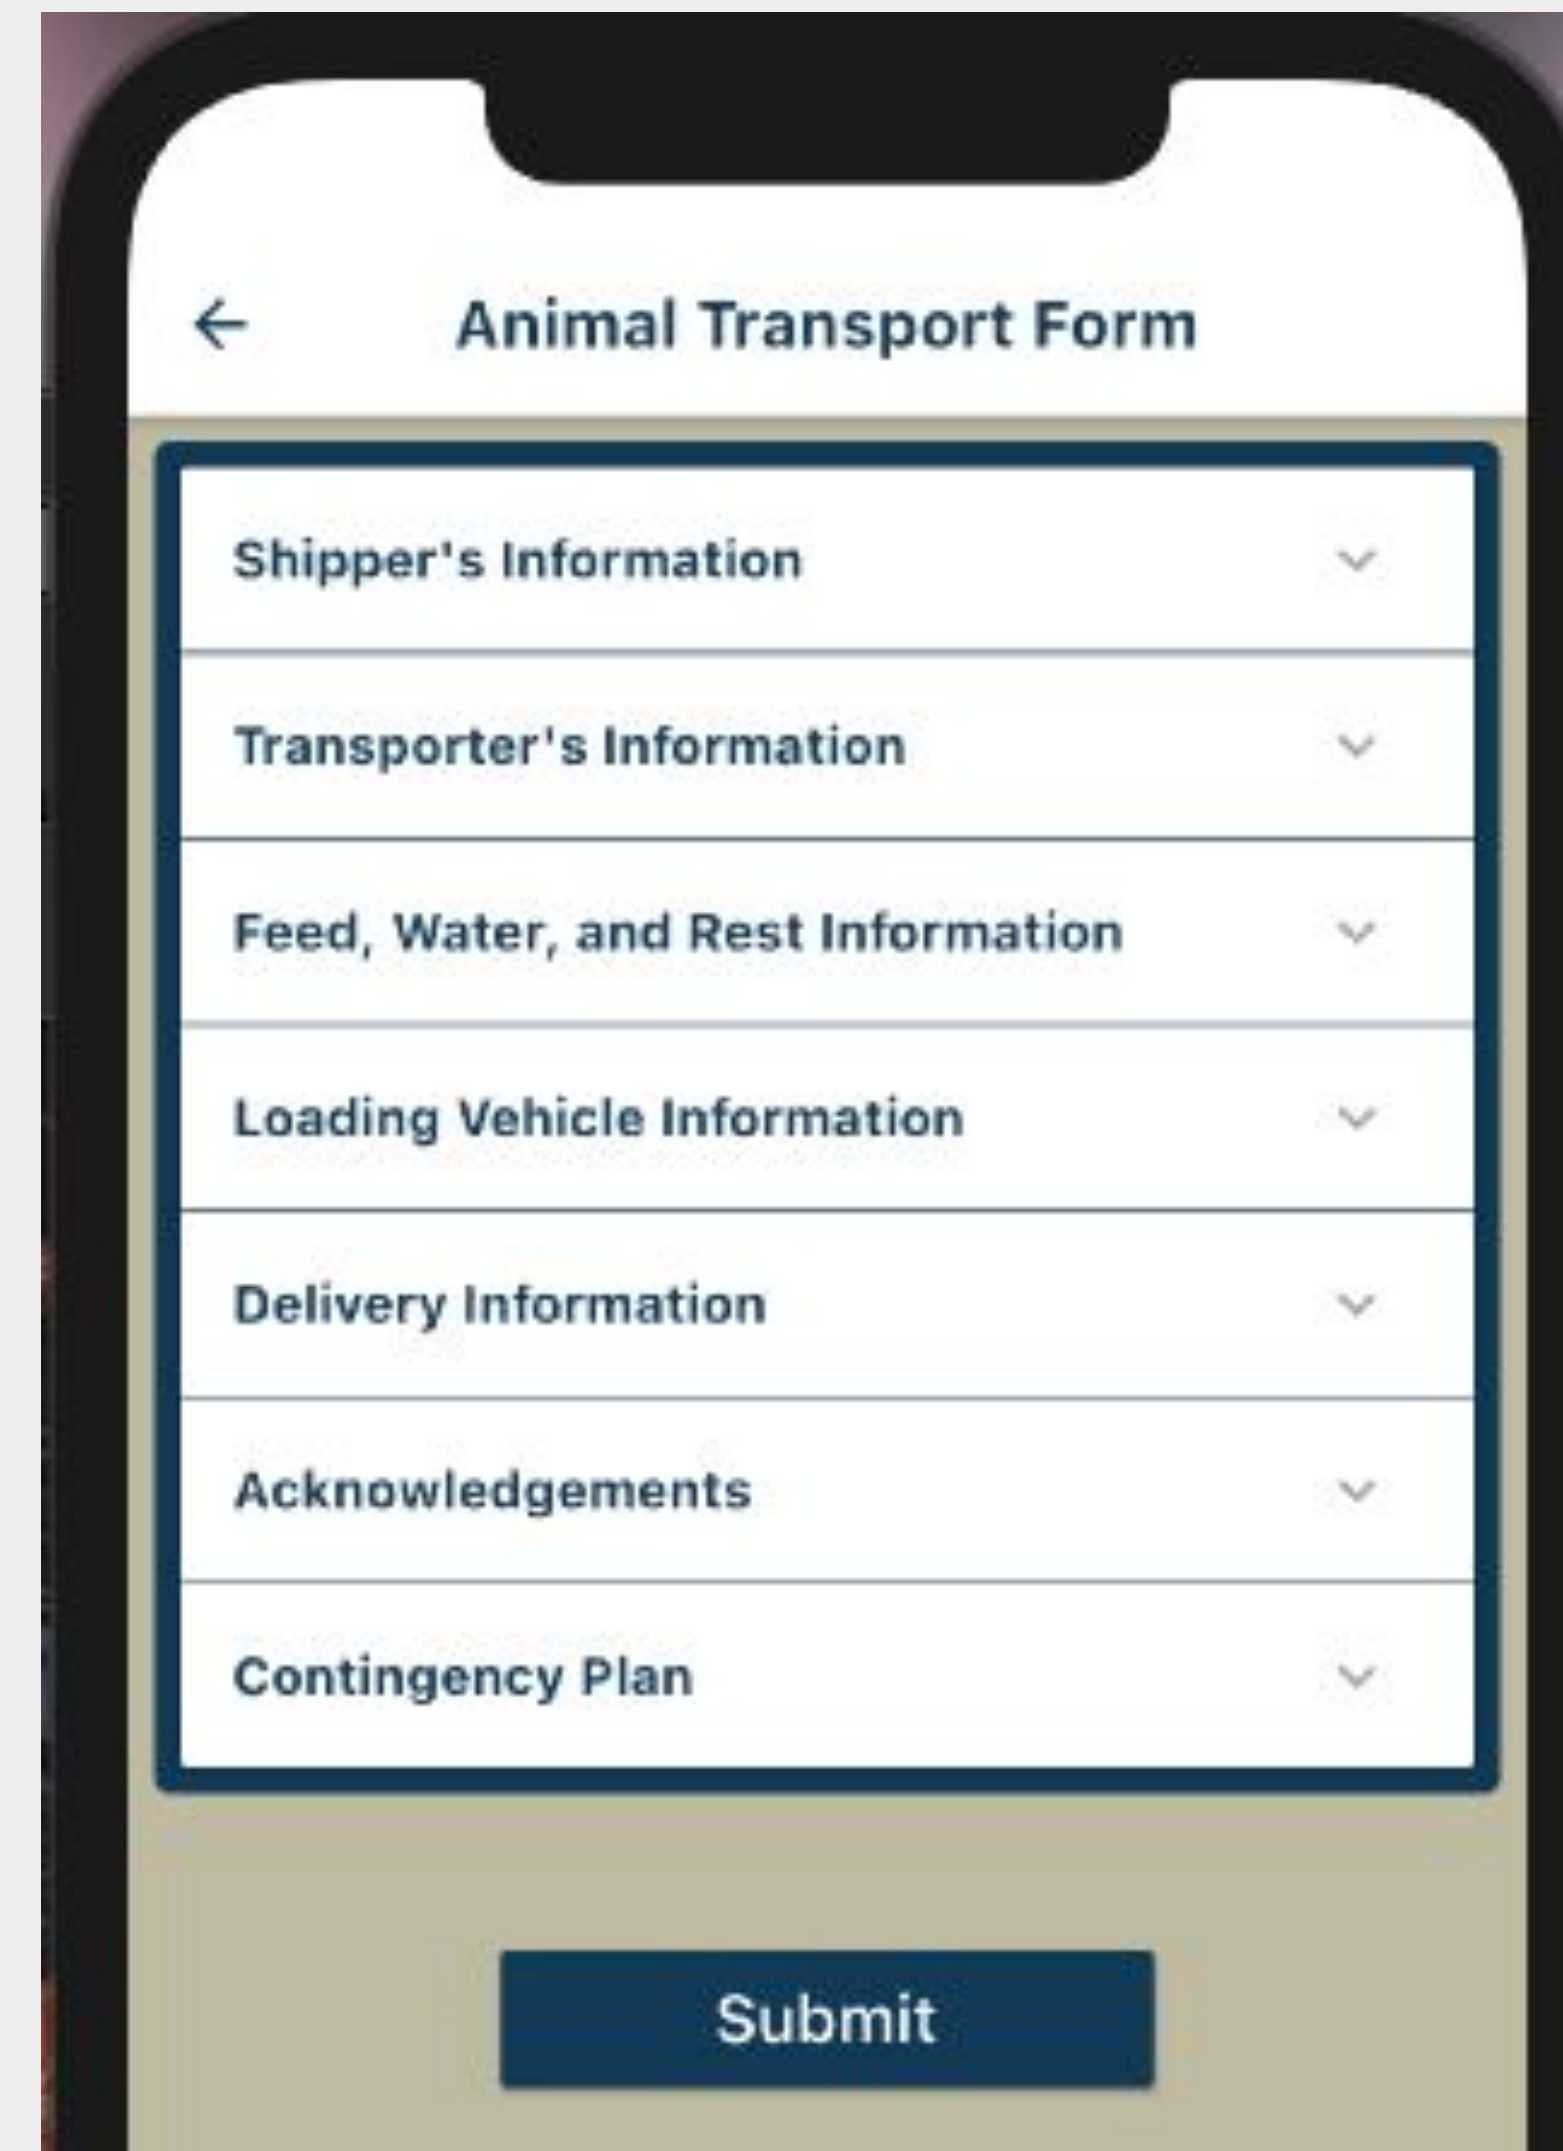 Animal Transport Form
Shipper's Information
Transporter's Information
Feed, Water, and Rest Information
Loading Vehicle Information
Delivery Information
Acknowledgements
Contingency Plan
Submit